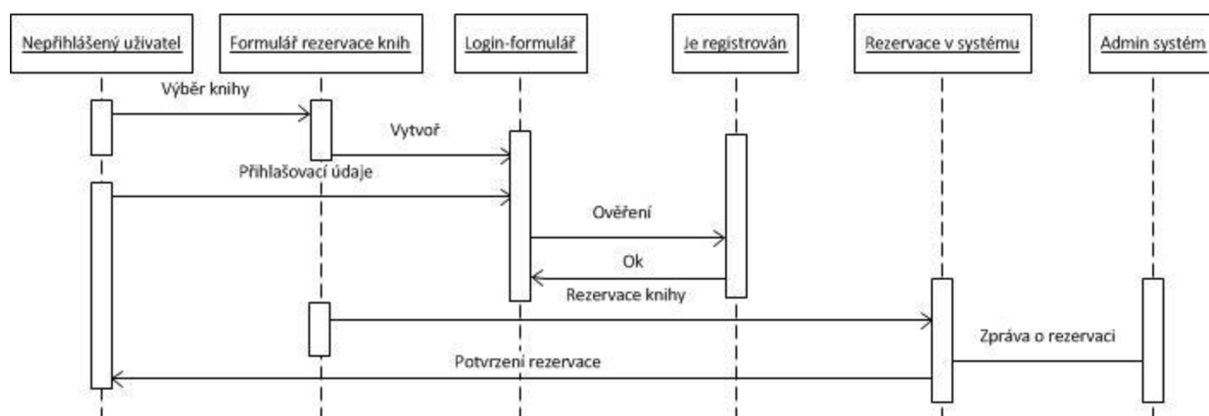 Nepřihlášený uživatel
Formulář rezervace knih
Login-formulář
Je registrován
Rezervace v systému
Admin systém
Výběr knihy
Vytvoř
Přihlašovací údaje
Ověření
Ok
Rezervace knihy
Zpráva o rezervaci
Potvrzení rezervace